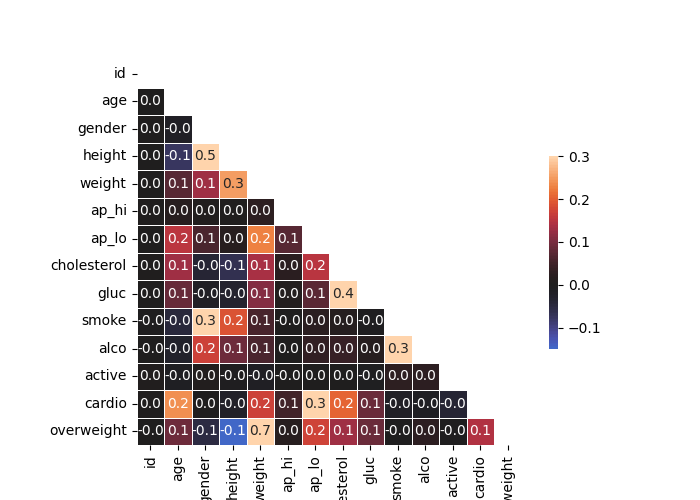 id
age 0.0
gender 0.0 -0.0
height 0.0 -0.1 0.5
weight 0.0 0.1 0.1 0.3
ap_hi 0.0 0.0 0.0 0.0 0.0
ap_lo 0.0 0.2 0.1 0.0 0.2 0.1
cholesterol 0.0 0.1 -0.0 -0.1 0.1 0.0 0.2
gluc 0.0 0.1 -0.0 -0.0 0.1 0.0 0.1 0.4
smoke -0.0 -0.0 0.3 0.2 0.1 -0.0 0.0 0.0 -0.0
alco 0.0 -0.0 0.2 0.1 0.1 0.0 0.0 0.0 0.0 0.3
active 0.0 -0.0 0.0 -0.0 -0.0 -0.0 0.0 0.0 -0.0 0.0 0.0
cardio 0.0 0.2 0.0 -0.0 0.2 0.1 0.3 0.2 0.1 -0.0 -0.0 -0.0
overweight -0.0 0.1 -0.1 -0.1 0.7 0.0 0.2 0.1 0.1 -0.0 0.0 -0.0 0.1
id age gender height weight ap_hi ap_lo esterol gluc smoke alco active cardio weight
0.3
0.2
0.1
0.0
−0.1